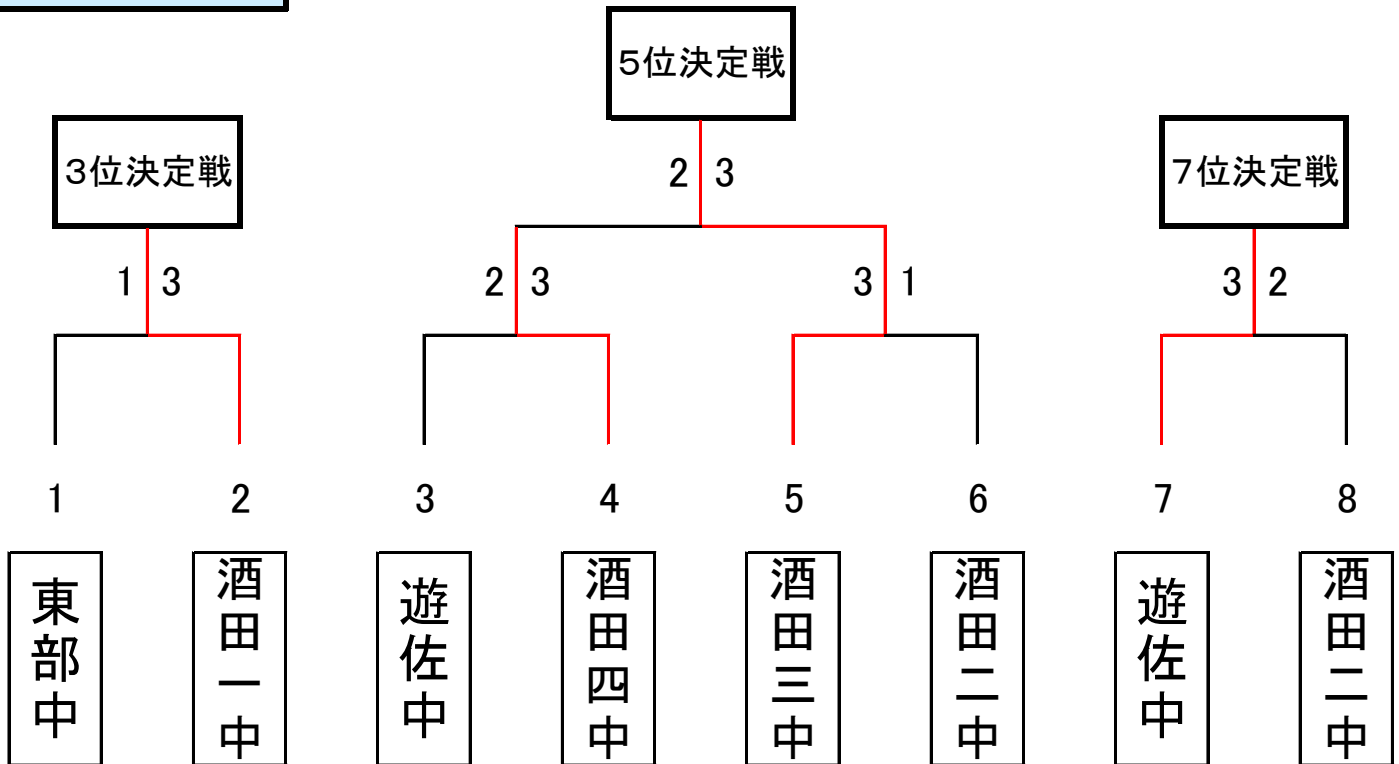 5位決定戦
3位決定戦
7位決定戦
2 3
1 3
2 3
3 1
3 2
1 2 3 4 5 6 7 8
東部中
酒田一中
遊佐中
酒田四中
酒田三中
酒田二中
遊佐中
酒田二中